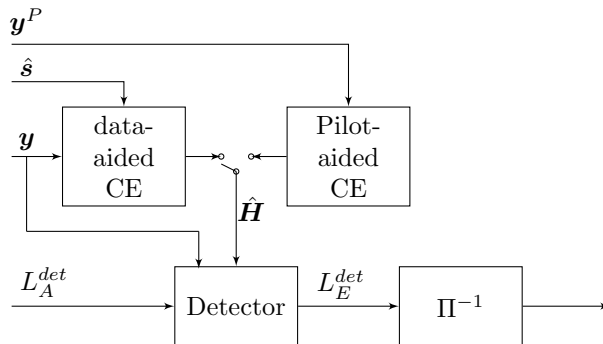 y^P
ŝ
data-
aided
CE
Pilot-
aided
CE
y
Ĥ
L_A^{det}
Detector
L_E^{det}
Π^{-1}